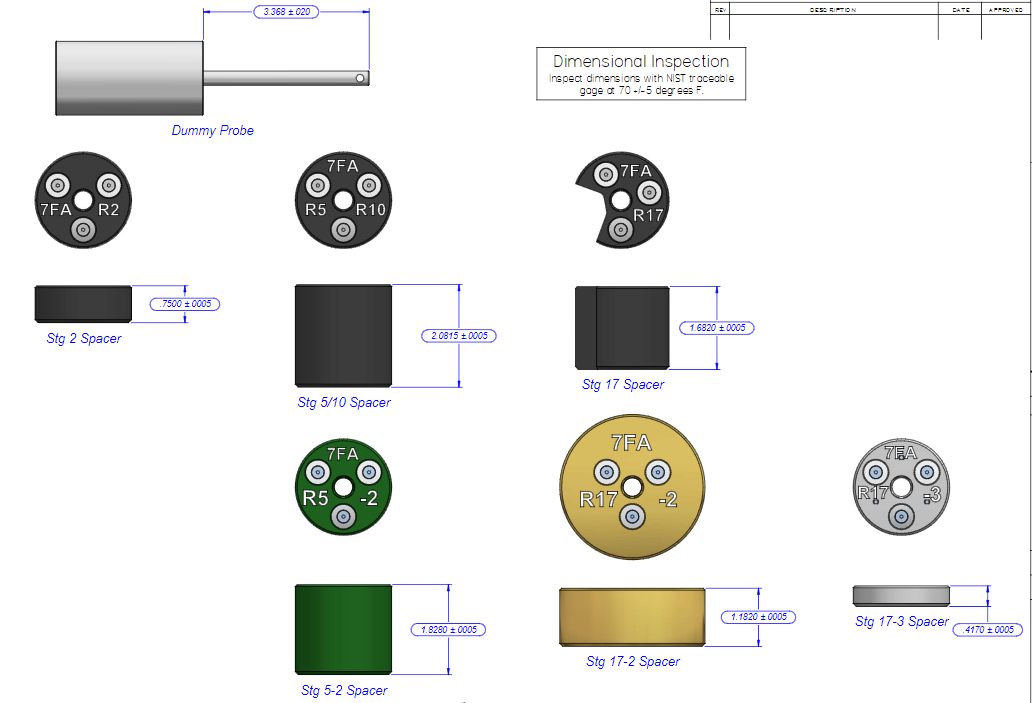 3.368 ±.020
REV DESCRIPTION DATE APPROVED
Dimensional Inspection
Inspect dimensions with NIST traceable
gage at 70 +/-5 degrees F.
Dummy Probe
7FA R2
7FA
R5 R10
7FA
R17
.7500 ±.0005
Stg 2 Spacer
2.0815 ±.0005
Stg 5/10 Spacer
1.6820 ±.0005
Stg 17 Spacer
7FA
R5 -2
7FA
R17 -2
7FA
R17 -3
1.8280 ±.0005
Stg 5-2 Spacer
1.1820 ±.0005
Stg 17-2 Spacer
Stg 17-3 Spacer
.4170 ±.0005